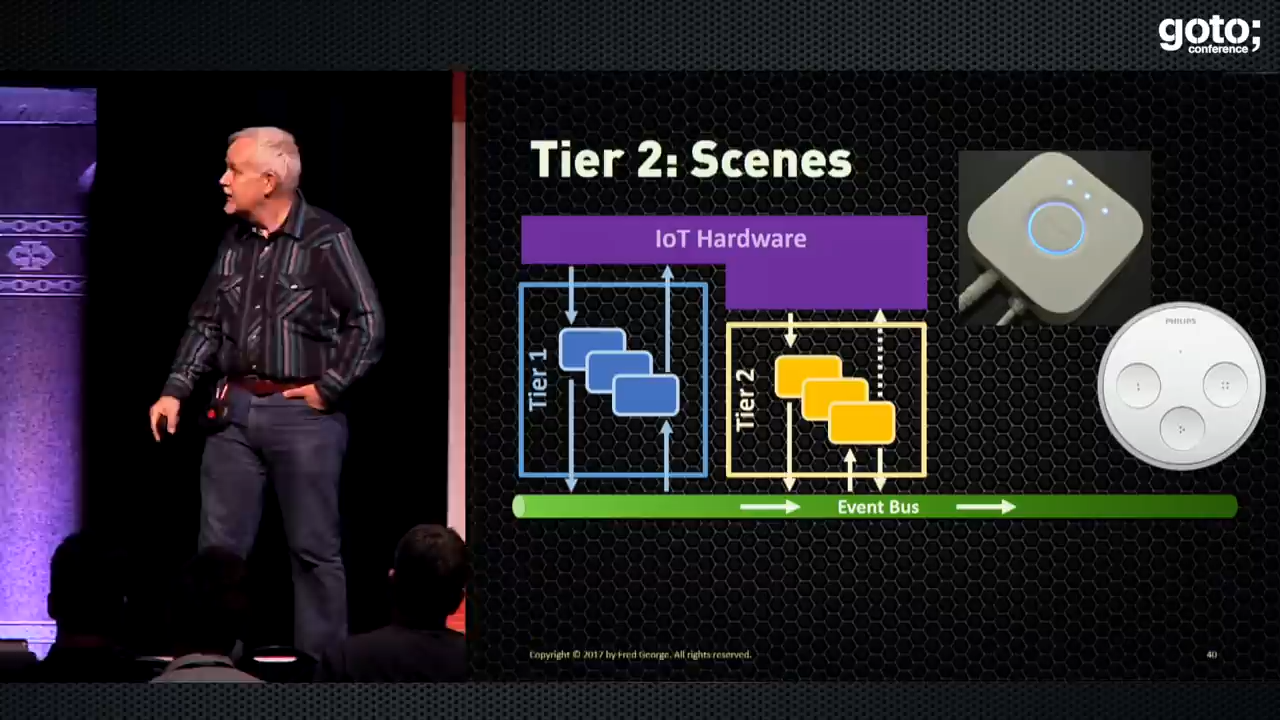 goto;
conference
Tier 2: Scenes
IoT Hardware
PHILIPS
Tier 1
Tier 2
Event Bus
Copyright © 2017 by Fred George. All rights reserved.
40